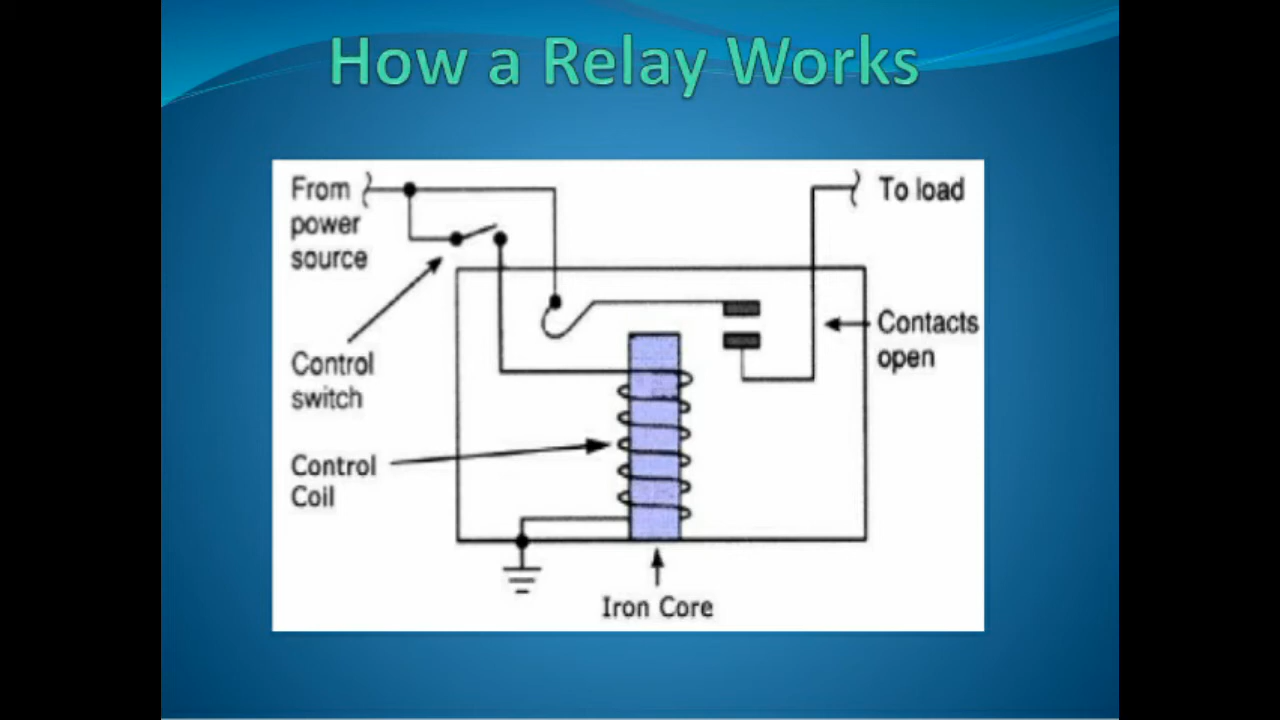 How a Relay Works
From
power
source
To load
Contacts
open
Control
switch
Control
Coil
Iron Core